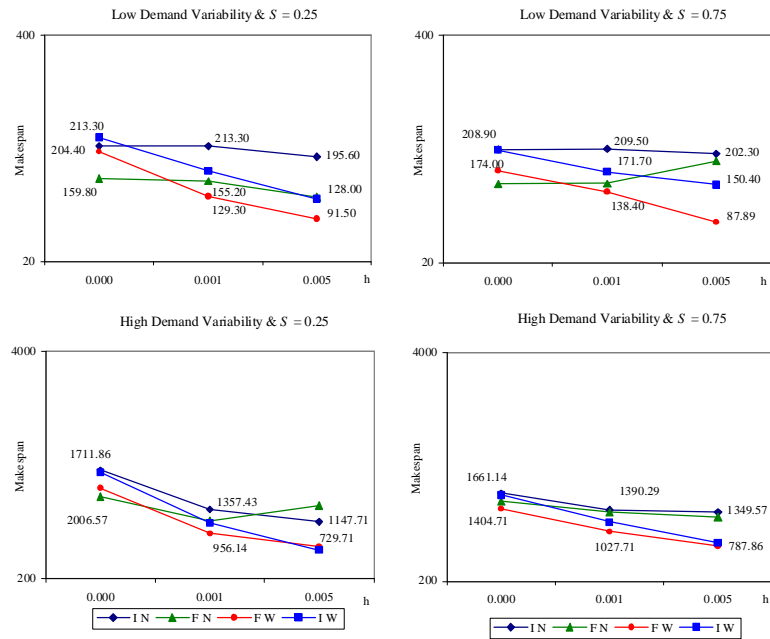 Low Demand Variability & S = 0.25
400
Makespan
20
213.30
204.40
159.80
213.30
155.20
129.30
195.60
128.00
91.50
0.000 0.001 0.005 h
Low Demand Variability & S = 0.75
400
Makespan
20
208.90
174.00
209.50
171.70
138.40
202.30
150.40
87.89
0.000 0.001 0.005 h
High Demand Variability & S = 0.25
4000
Makespan
200
1711.86
2006.57
1357.43
956.14
1147.71
729.71
0.000 0.001 0.005
h
I N F N F W I W
High Demand Variability & S = 0.75
4000
Makespan
200
1661.14
1404.71
1390.29
1027.71
1349.57
787.86
0.000 0.001 0.005
h
I N F N F W I W